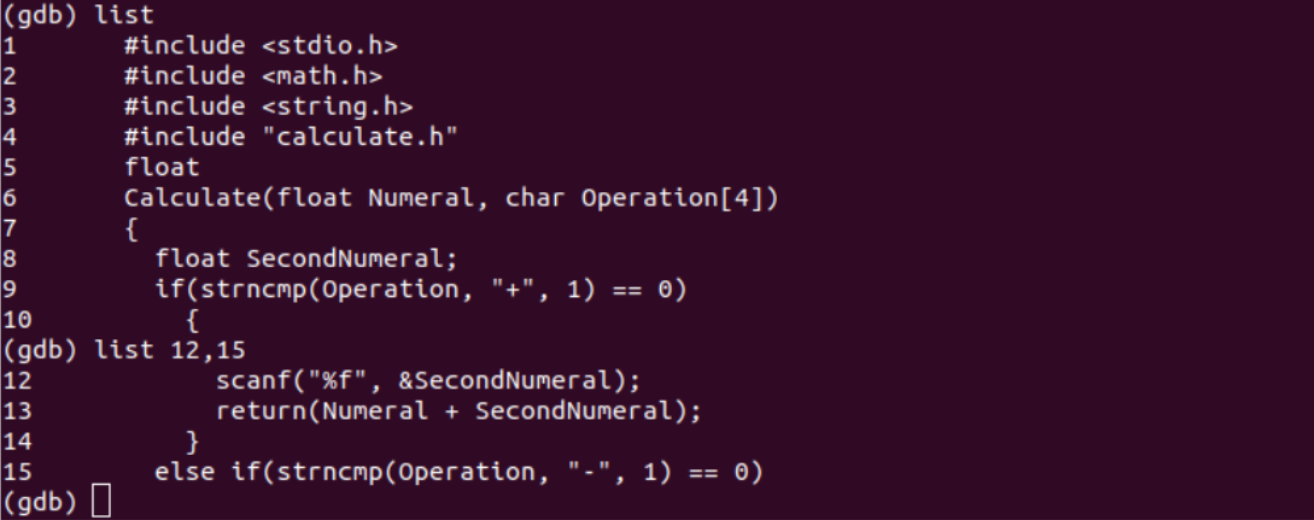 (gdb) list
1 #include <stdio.h>
2 #include <math.h>
3 #include <string.h>
4 #include "calculate.h"
5 float
6 Calculate(float Numeral, char Operation[4])
7 {
8 float SecondNumeral;
9 if(strncmp(Operation, "+", 1) == 0)
10 {
(gdb) list 12,15
12 scanf("%f", &SecondNumeral);
13 return(Numeral + SecondNumeral);
14 }
15 else if(strncmp(Operation, "-", 1) == 0)
(gdb)